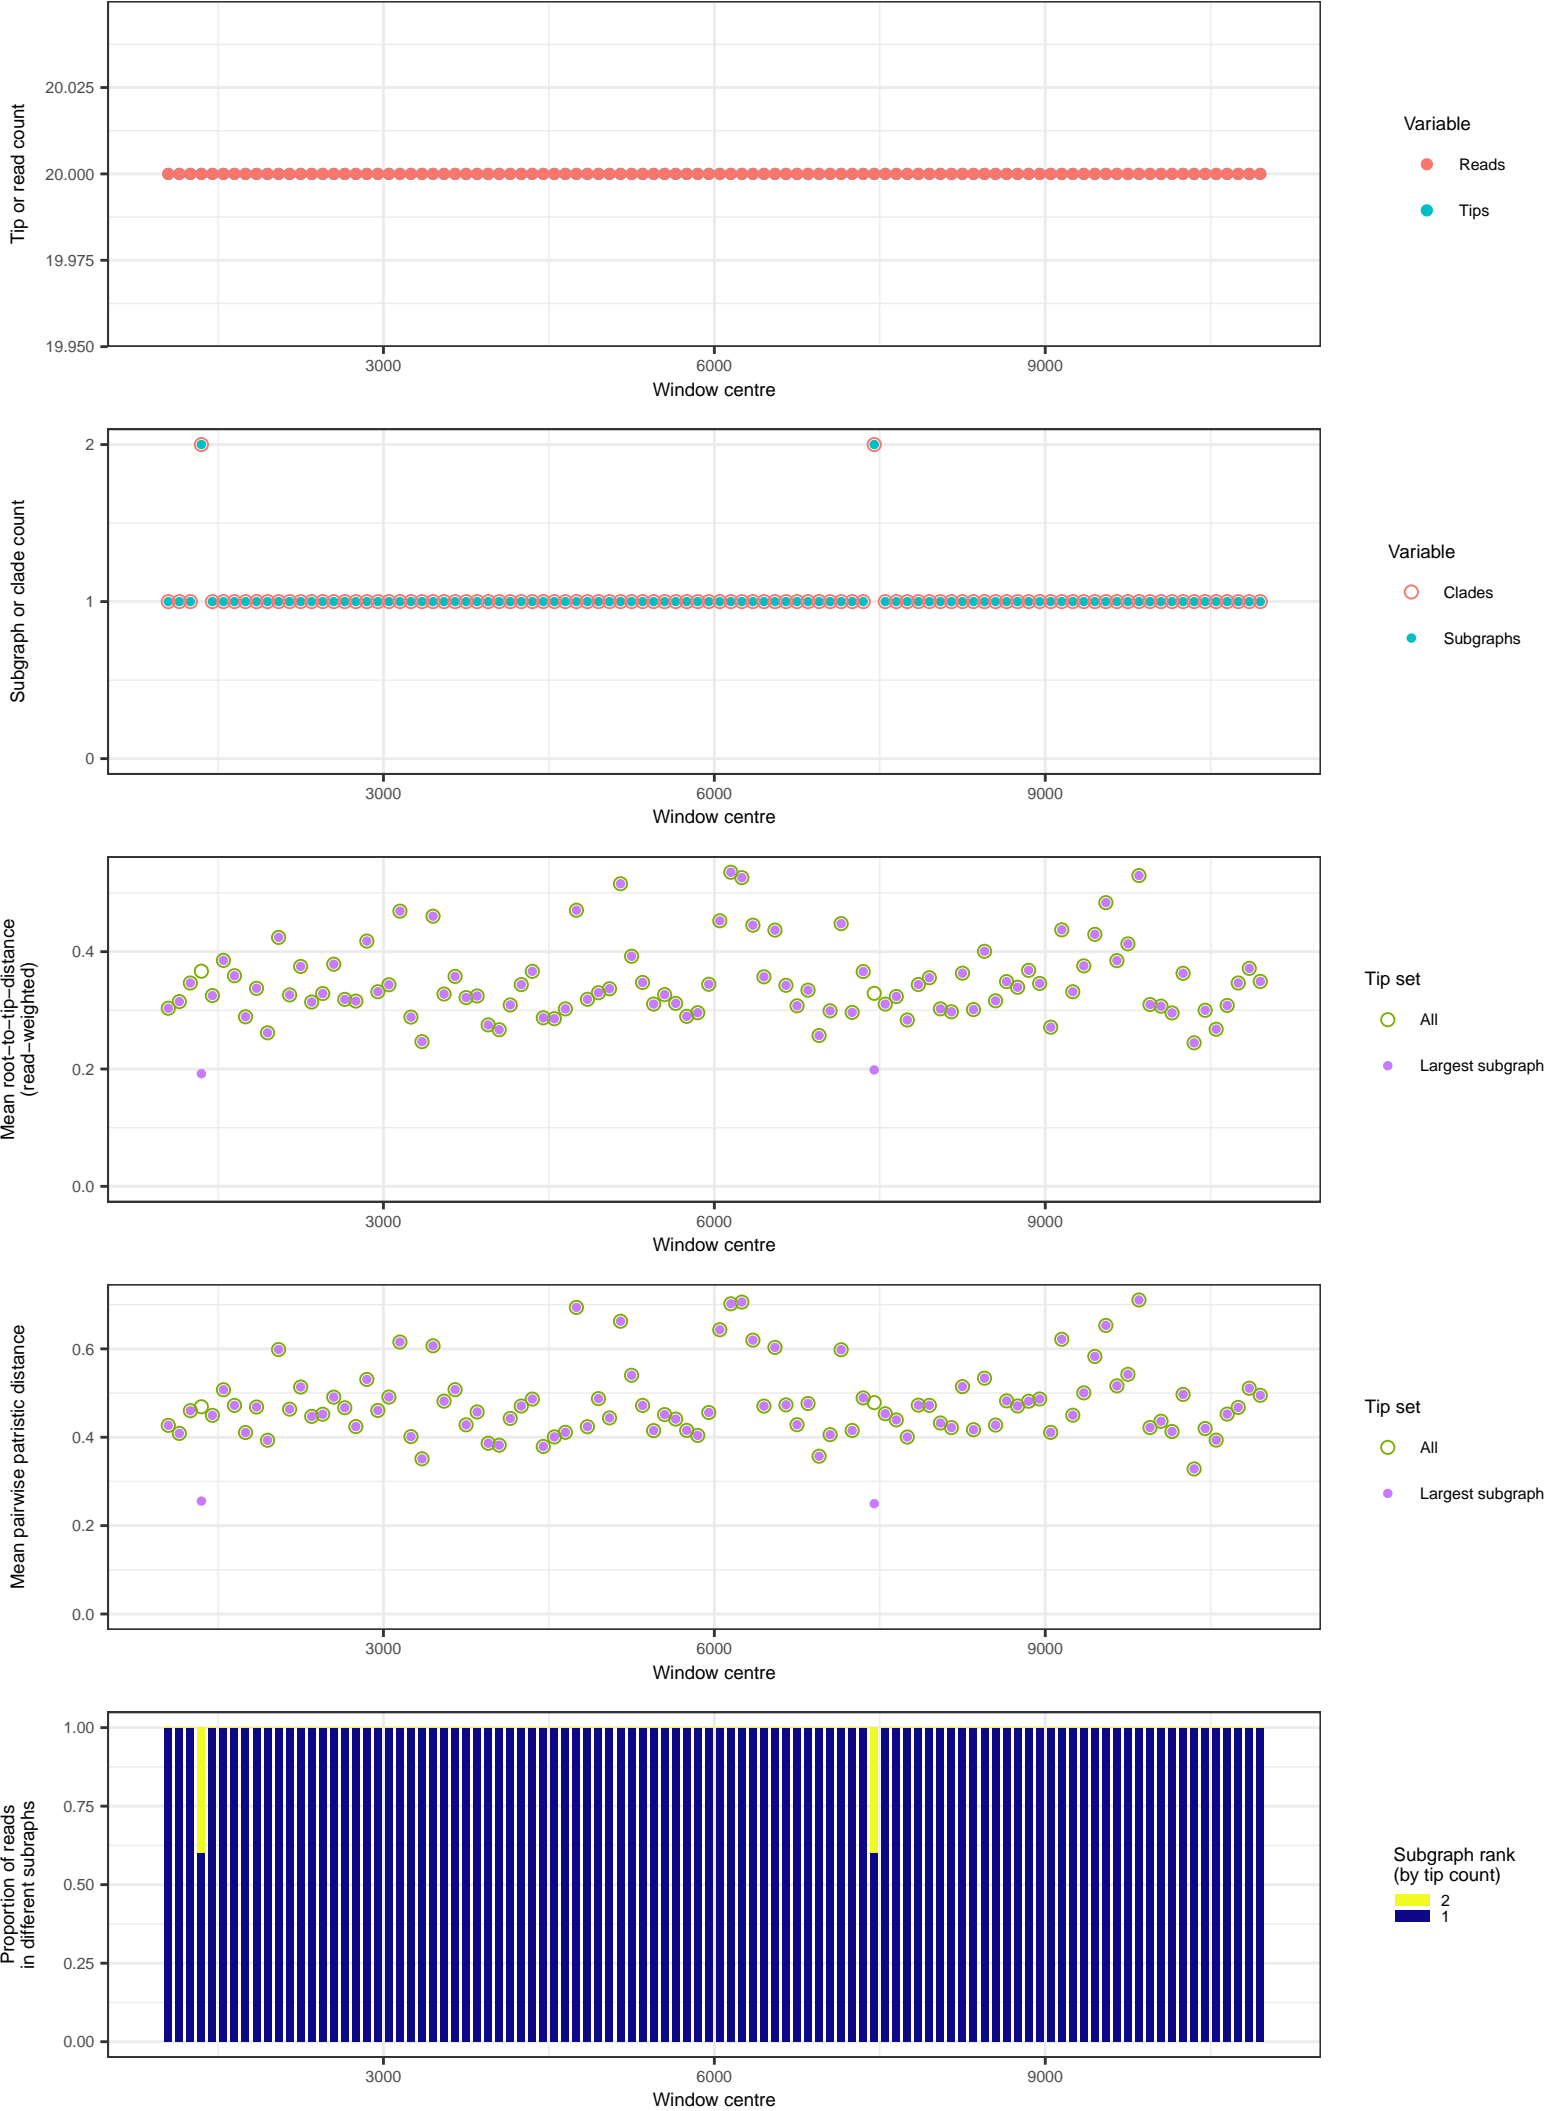 Tip or read count
20.025
20.000
19.975
19.950
3000
6000
9000
Window centre
Variable
Reads
Tips
Subgraph or clade count
2
1
0
3000
6000
9000
Window centre
Variable
Clades
Subgraphs
Mean root−to−tip−distance
(read−weighted)
0.4
0.2
0.0
3000
6000
9000
Window centre
Tip set
All
Largest subgraph
Mean pairwise patristic distance
0.6
0.4
0.2
0.0
3000
6000
9000
Window centre
Tip set
All
Largest subgraph
Proportion of reads
in different subraphs
1.00
0.75
0.50
0.25
0.00
3000
6000
9000
Window centre
Subgraph rank
(by tip count)
2
1